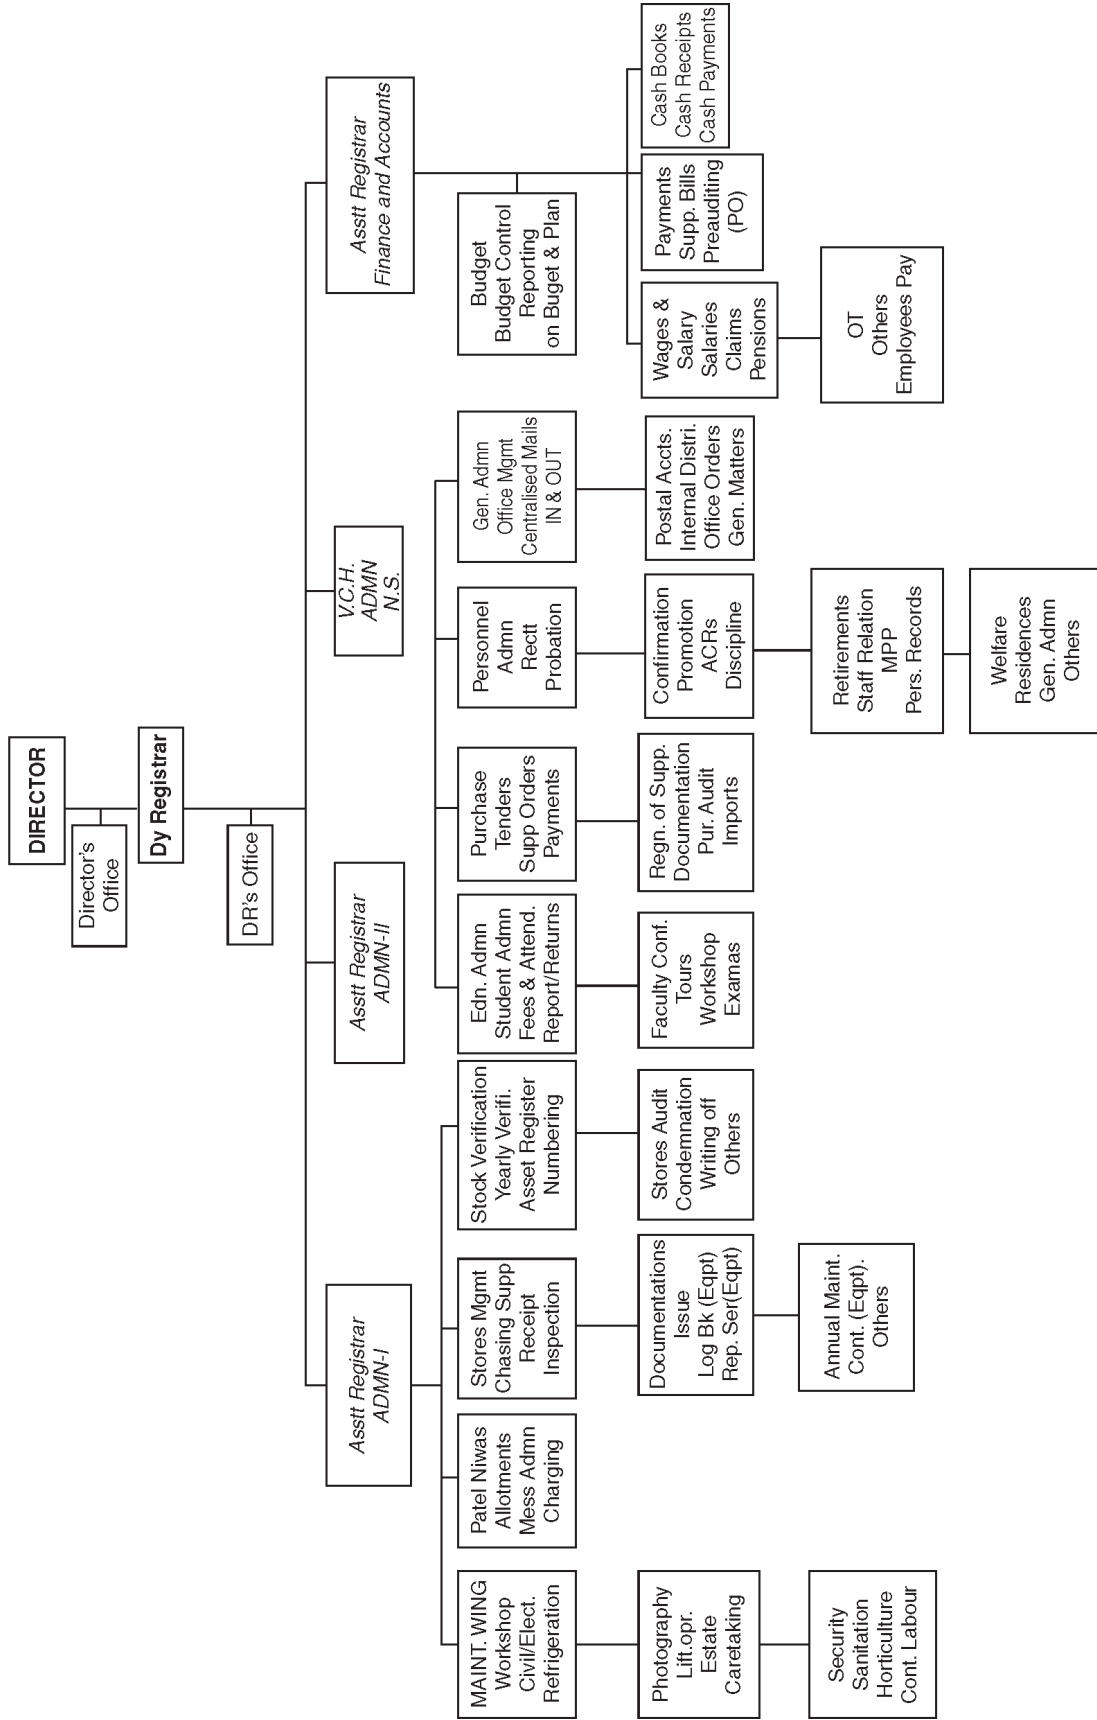 DIRECTOR
Director's
Office
Dy Registrar
DR's Office
Asstt Registrar
ADMN-I
Asstt Registrar
ADMN-II
V.C.H.
ADMN
N.S.
Asstt Registrar
Finance and Accounts
MAINT. WING
Workshop
Civil/Elect.
Refrigeration
Patel Niwas
Allotments
Mess Admn
Charging
Stores Mgmt
Chasing Supp
Receipt
Inspection
Stock Verification
Yearly Verifi.
Asset Register
Numbering
Edn. Admn
Student Admn
Fees & Attend.
Report/Returns
Purchase
Tenders
Supp Orders
Payments
Personnel
Admn
Rectt
Probation
Gen. Admn
Office Mgmt
Centralised Mails
IN & OUT
Budget
Budget Control
Reporting
on Buget & Plan
Photography
Lift.opr.
Estate
Caretaking
Documentations
Issue
Log Bk (Eqpt)
Rep. Ser(Eqpt)
Stores Audit
Condemnation
Writing off
Others
Faculty Conf.
Tours
Workshop
Examas
Regn. of Supp.
Documentation
Pur. Audit
Imports
Confirmation
Promotion
ACRs
Discipline
Postal Accts.
Internal Distri.
Office Orders
Gen. Matters
Wages &
Salary
Salaries
Claims
Pensions
Payments
Supp. Bills
Preauditing
(PO)
Cash Books
Cash Receipts
Cash Payments
Security
Sanitation
Horticulture
Cont. Labour
Annual Maint.
Cont. (Eqpt).
Others
Retirements
Staff Relation
MPP
Pers. Records
OT
Others
Employees Pay
Welfare
Residences
Gen. Admn
Others